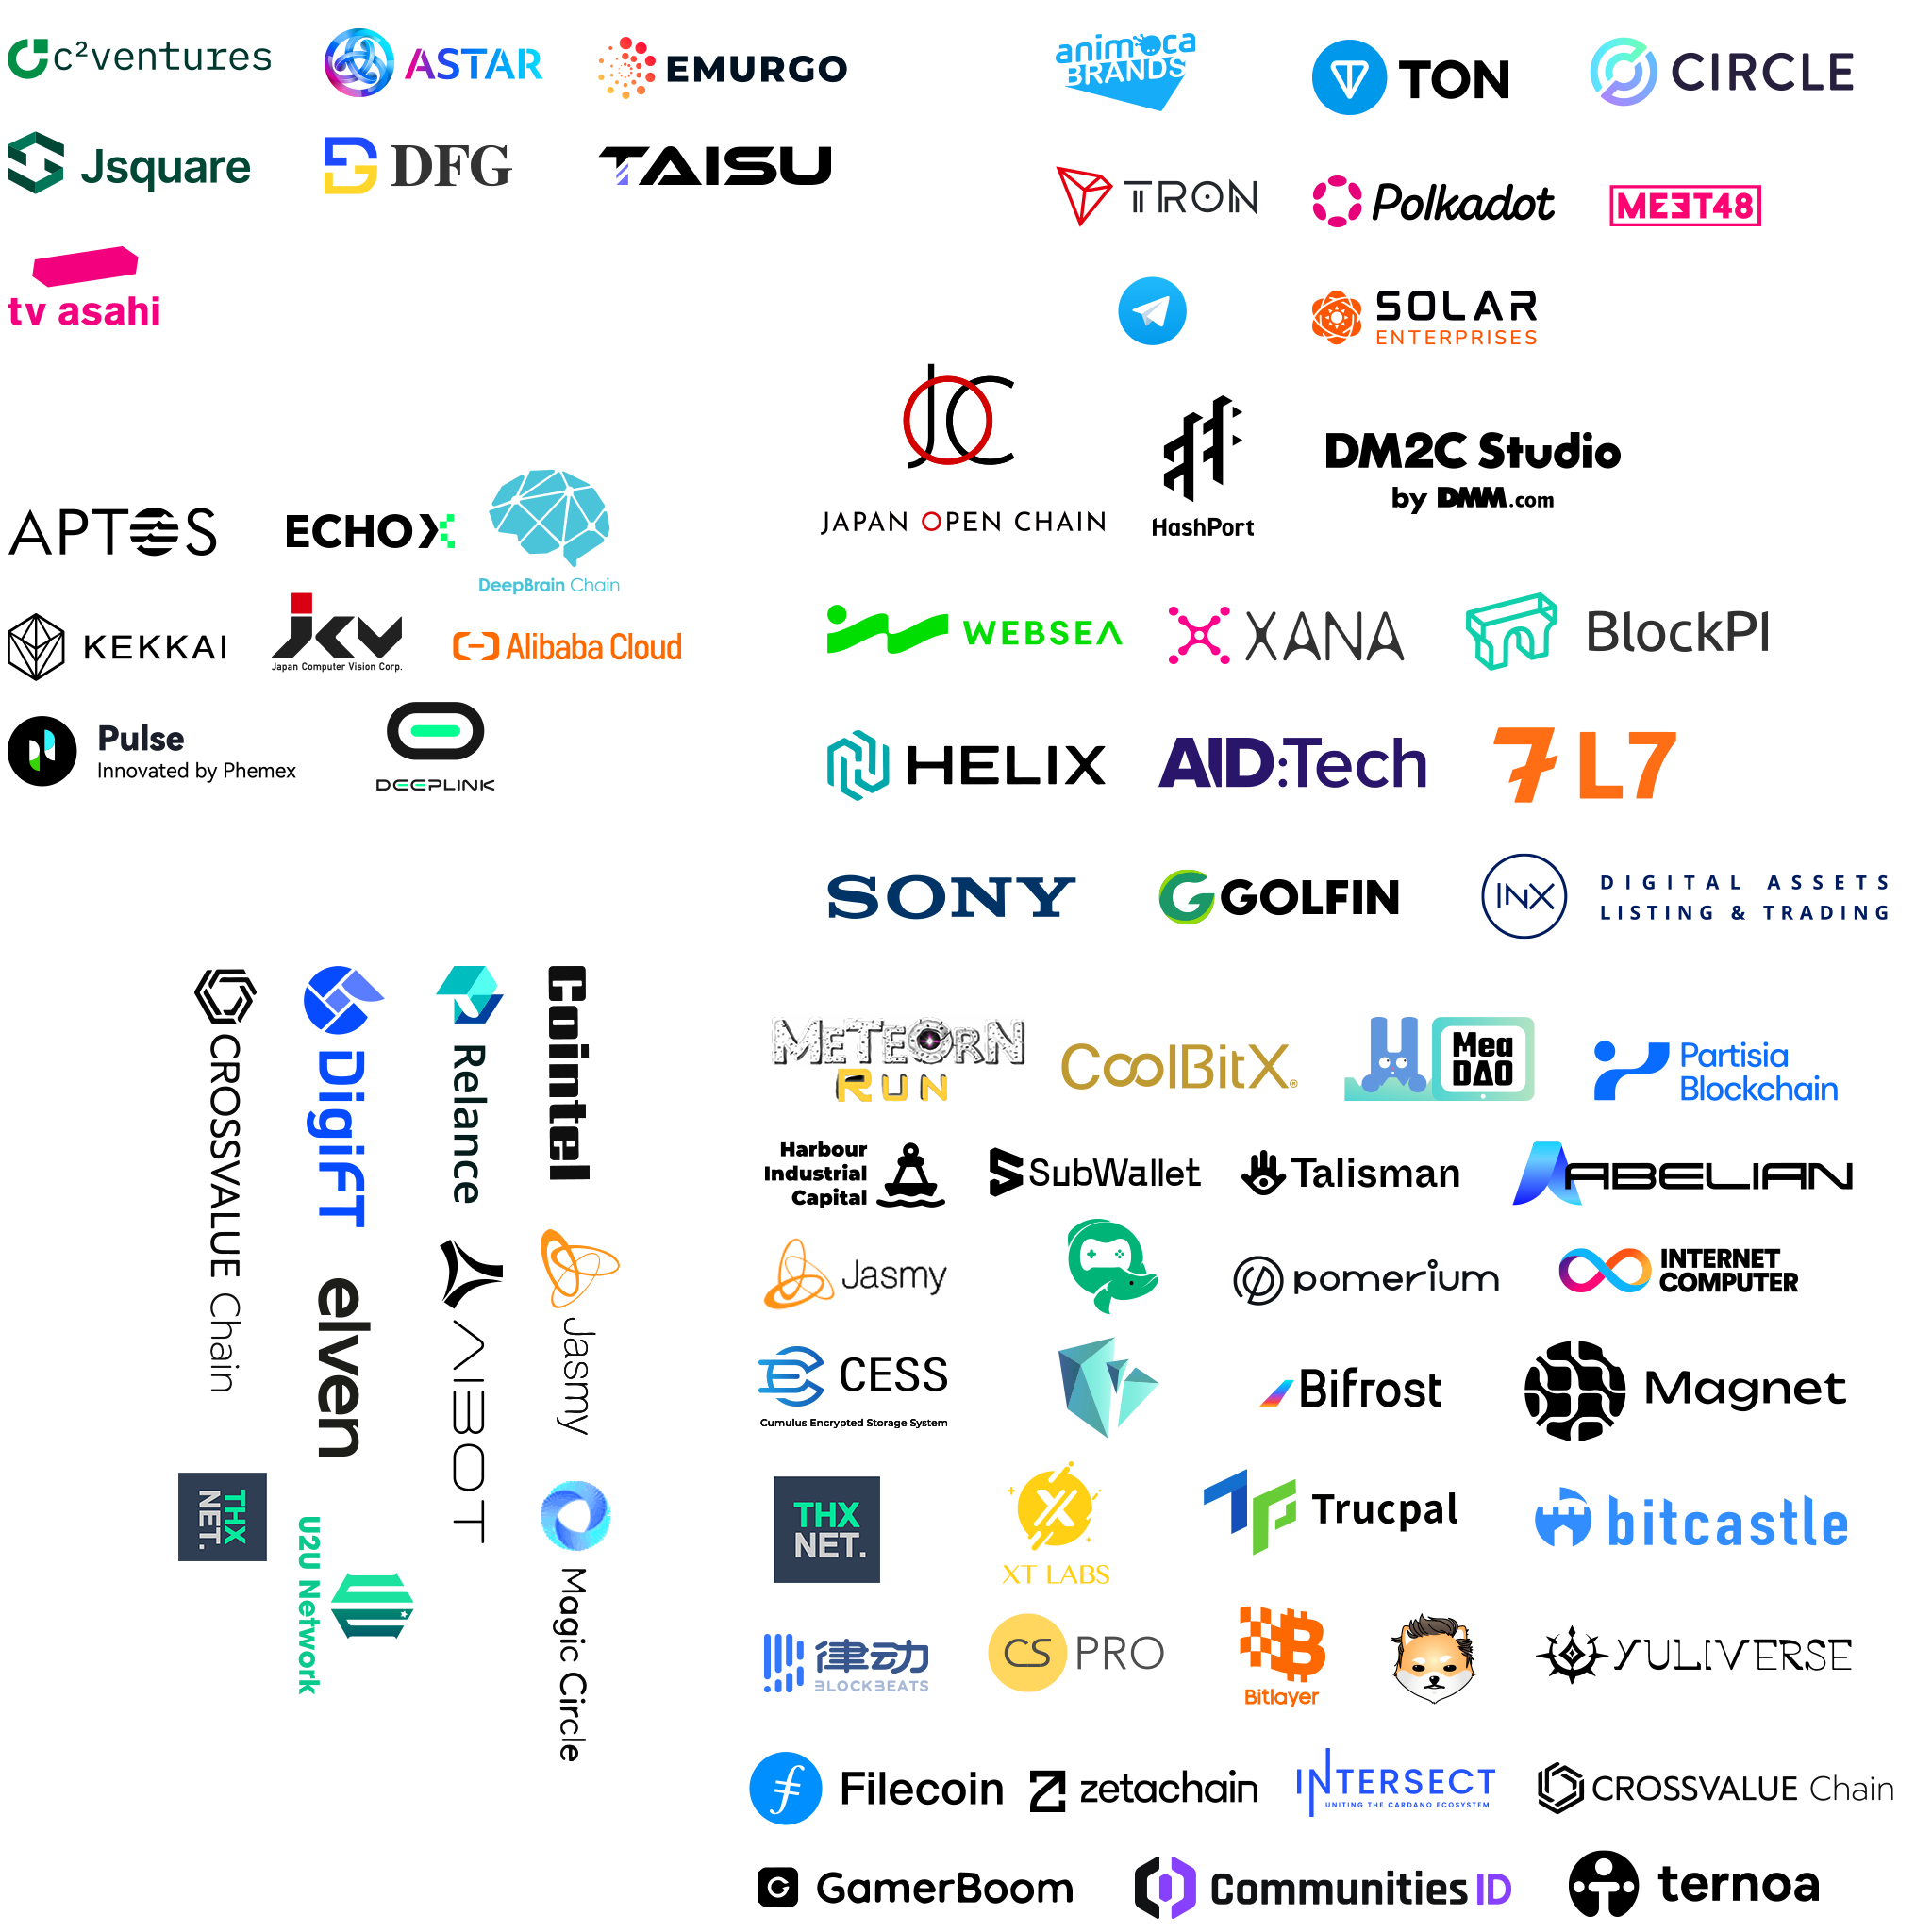 c²ventures
ASTAR
EMURGO
Jsquare
DFG
TAISU
tv asahi
animoca
BRANDS
TON
CIRCLE
TRON
Polkadot
MEET48
SOLAR
ENTERPRISES
JAPAN OPEN CHAIN
HashPort
DM2C Studio
by DMM.com
APTOS
ECHO X
DeepBrain Chain
KEKKAI
JCV
Japan Computer Vision Corp.
Alibaba Cloud
Pulse
Innovated by Phemex
DEEPLINK
WEBSEA
XANA
BlockPI
HELIX
AID:Tech
L7
SONY
GOLFIN
INX
DIGITAL ASSETS
LISTING & TRADING
CROSSVALUE Chain
DigiFT
Relance
Cointel
elven
AIBOT
Jasmy
THX
NET.
U2U Network
Magic Circle
METEORN
RUN
CoolBitX®
Mea
DAO
Partisia
Blockchain
Harbour
Industrial
Capital
SubWallet
Talisman
ABELIAN
Jasmy
pomerium
INTERNET
COMPUTER
CESS
Cumulus Encrypted Storage System
Bifrost
Magnet
THX
NET.
XT LABS
Trucpal
bitcastle
律动
BLOCKBEATS
CS PRO
Bitlayer
YULIVERSE
Filecoin
zetachain
INTERSECT
UNITING THE CARDANO ECOSYSTEM
CROSSVALUE Chain
GamerBoom
Communities ID
ternoa